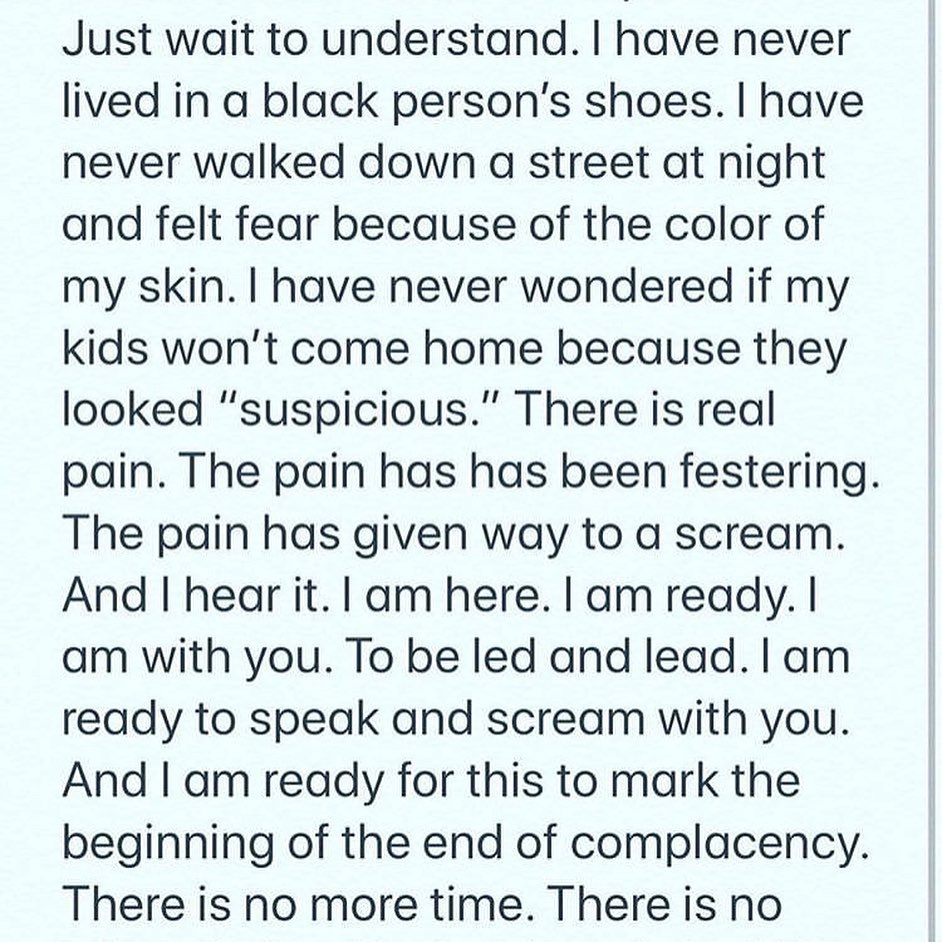 Just wait to understand. I have never
lived in a black person's shoes. I have
never walked down a street at night
and felt fear because of the color of
my skin. I have never wondered if my
kids won't come home because they
looked "suspicious." There is real
pain. The pain has has been festering.
The pain has given way to a scream.
And I hear it. I am here. I am ready. I
am with you. To be led and lead. I am
ready to speak and scream with you.
And I am ready for this to mark the
beginning of the end of complacency.
There is no more time. There is no